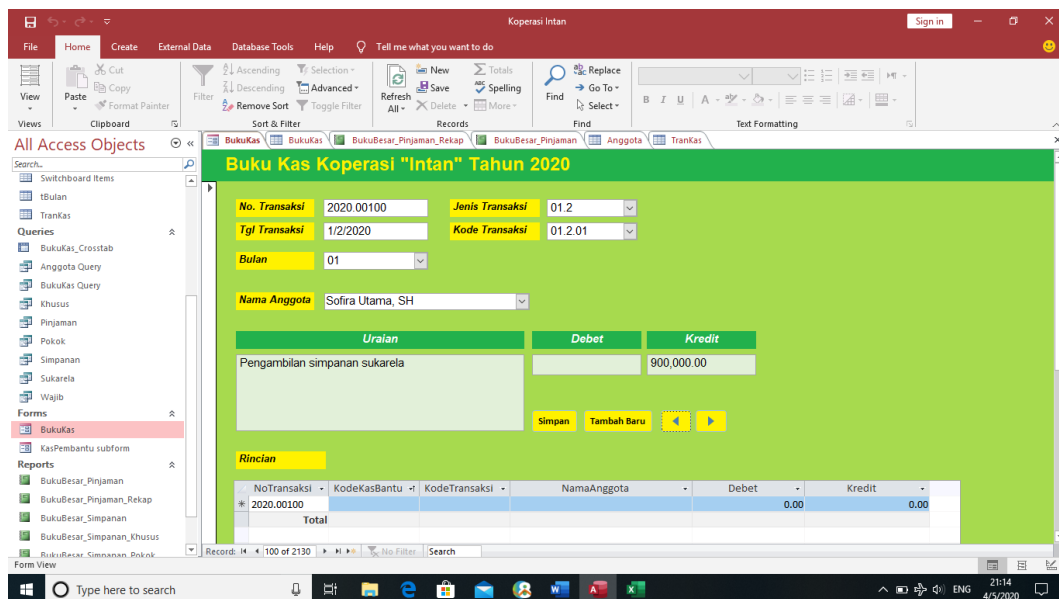 Koperasi Intan
Sign in
File Home Create External Data Database Tools Help Tell me what you want to do
View
Views
Paste
Cut
Copy
Format Painter
Clipboard
Filter
Ascending
Descending
Remove Sort
Selection
Advanced
Toggle Filter
Sort & Filter
Refresh All
New
Save
Delete
Totals
Spelling
More
Records
Find
Replace
Go To
Select
Find
B I U A
Text Formatting
All Access Objects
Search...
Switchboard Items
tBulan
TranKas
Queries
BukuKas_Crosstab
Anggota Query
BukuKas Query
Khusus
Pinjaman
Pokok
Simpanan
Sukarela
Wajib
Forms
BukuKas
KasPembantu subform
Reports
BukuBesar_Pinjaman
BukuBesar_Pinjaman_Rekap
BukuBesar_Simpanan
BukuBesar_Simpanan_Khusus
BukuBesar_Simpanan_Pokok
BukuKas BukuKas BukuBesar_Pinjaman_Rekap BukuBesar_Pinjaman Anggota TranKas
Buku Kas Koperasi "Intan" Tahun 2020
No. Transaksi 2020.00100 Jenis Transaksi 01.2
Tgl Transaksi 1/2/2020 Kode Transaksi 01.2.01
Bulan 01
Nama Anggota Sofira Utama, SH
Uraian Debet Kredit
Pengambilan simpanan sukarela 900,000.00
Simpan Tambah Baru
Rincian
NoTransaksi KodeKasBantu KodeTransaksi NamaAnggota Debet Kredit
2020.00100 0.00 0.00
Total
Record: 100 of 2130 No Filter Search
Form View
Type here to search
ENG
21:14
4/5/2020